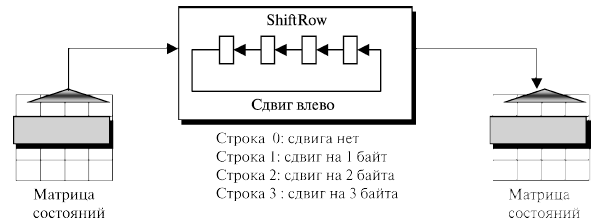 ShiftRow
Сдвиг влево
Строка 0: сдвига нет
Строка 1: сдвиг на 1 байт
Строка 2: сдвиг на 2 байта
Строка 3 : сдвиг на 3 байта
Матрица
состояний
Матрица
состояний